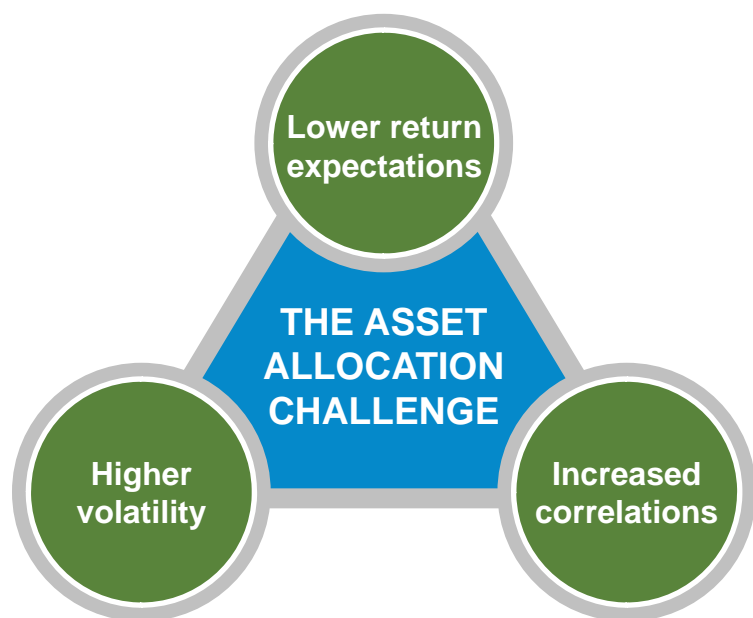 Lower return
expectations
THE ASSET
ALLOCATION
CHALLENGE
Higher
volatility
Increased
correlations